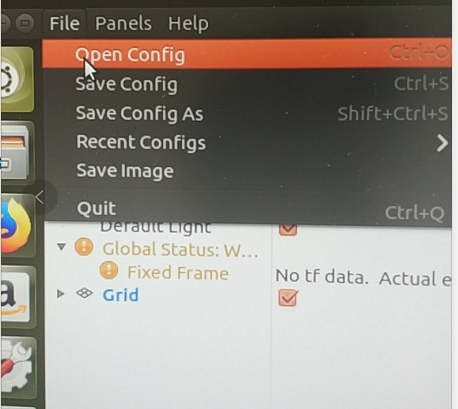 File Panels Help
Open Config Ctrl+O
Save Config Ctrl+S
Save Config As Shift+Ctrl+S
Recent Configs
Save Image
Quit Ctrl+Q
Default Light
Global Status: W...
Fixed Frame No tf data. Actual e
Grid